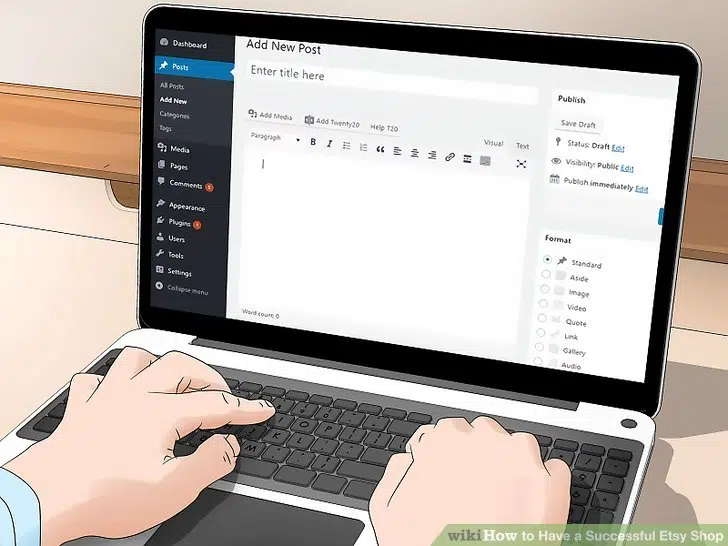 Dashboard
Posts
All Posts
Add New
Categories
Tags
Media
Pages
Comments 1
Appearance
Plugins 1
Users
Tools
Settings
Collapse menu
Add New Post
Enter title here
Add Media Add Twenty20 Help T20
Visual Text
Paragraph B I
Word count: 0
Publish
Save Draft
Status: Draft Edit
Visibility: Public Edit
Publish immediately Edit
Format
Standard
Aside
Image
Video
Quote
Link
Gallery
Audio
wikiHow to Have a Successful Etsy Shop